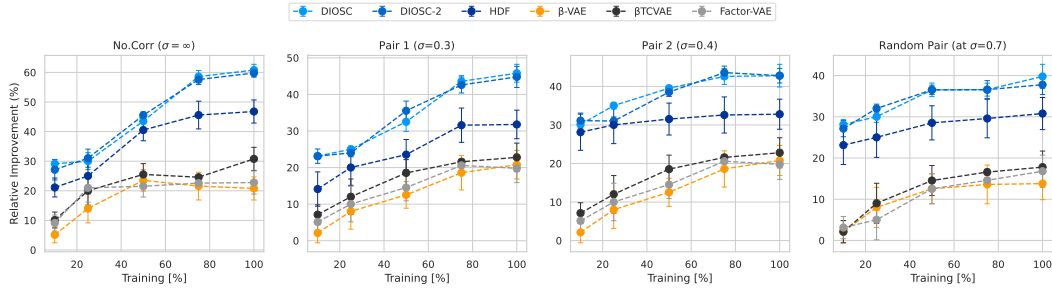 DIOSC DIOSC-2 HDF β-VAE βTCVAE Factor-VAE
No.Corr (σ = ∞)
Relative Improvement (%)
60
50
40
30
20
10
0
20 40 60 80 100
Training [%]
Pair 1 (σ=0.3)
50
40
30
20
10
0
20 40 60 80 100
Training [%]
Pair 2 (σ=0.4)
40
30
20
10
0
20 40 60 80 100
Training [%]
Random Pair (at σ=0.7)
40
30
20
10
0
20 40 60 80 100
Training [%]